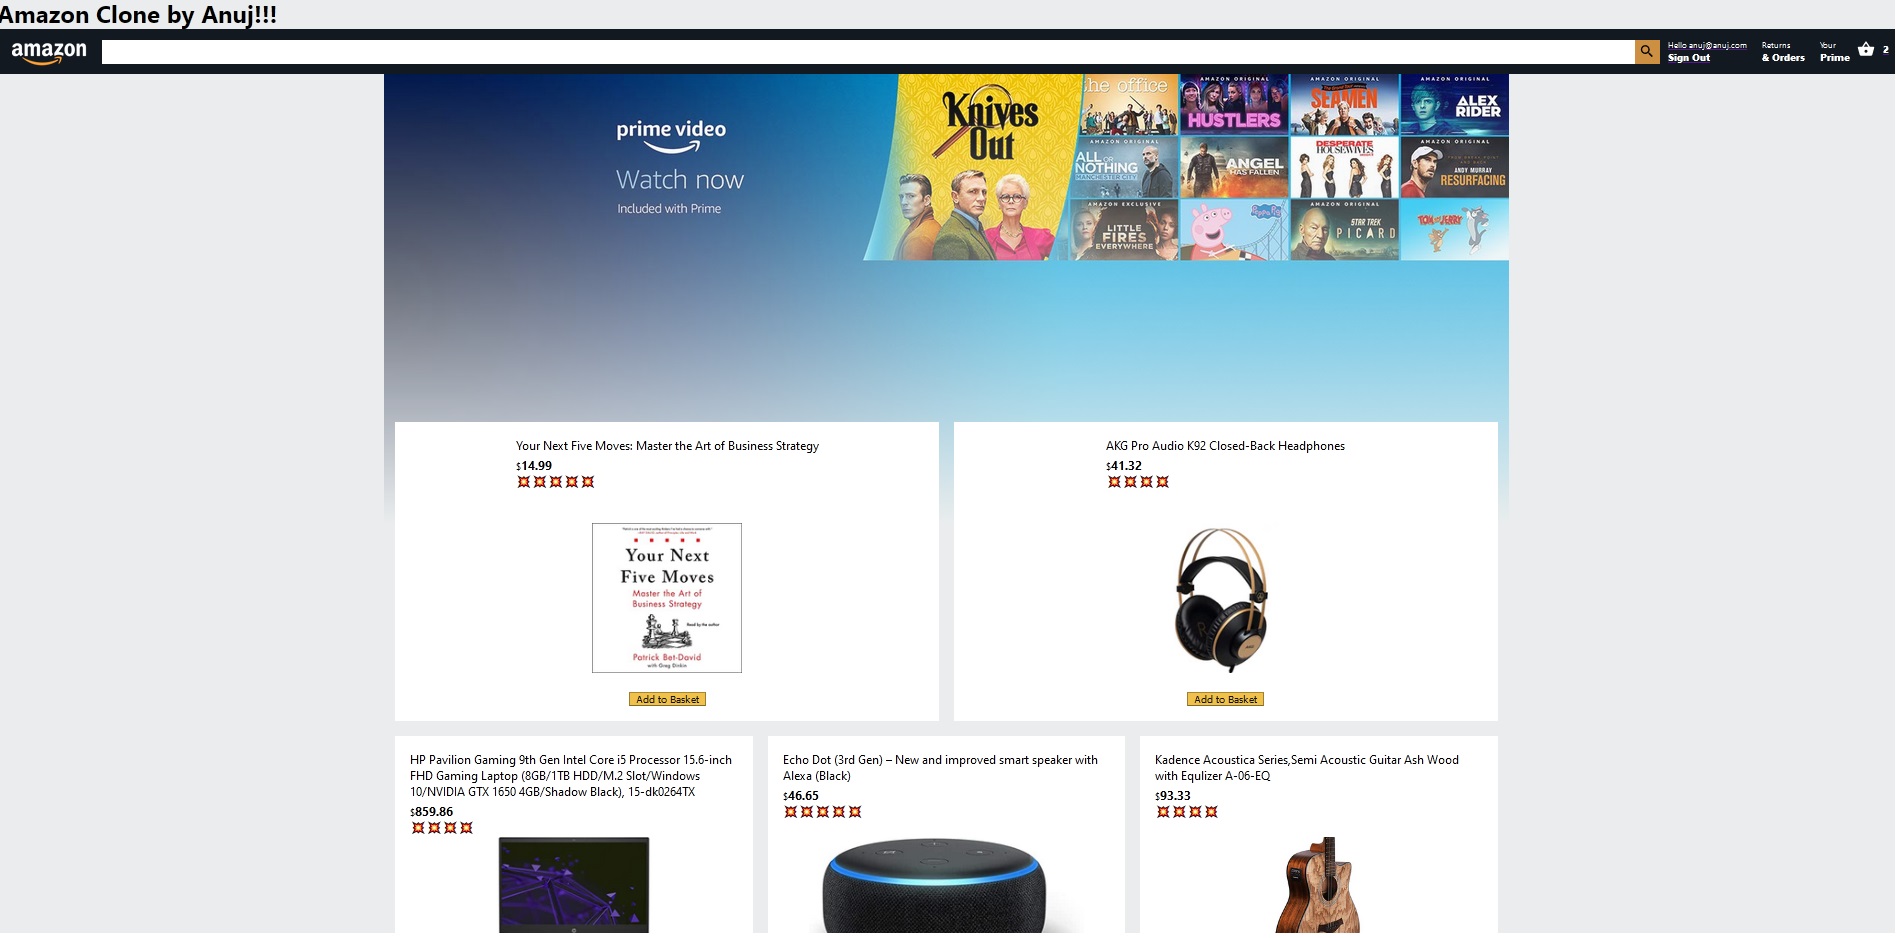 Amazon Clone by Anuj!!!
amazon
Hello anuj@anuj.com
Sign Out
Returns
& Orders
Your
Prime
2
prime video
Watch now
Included with Prime
Knives
Out
the office
AMAZON ORIGINAL
HUSTLERS
AMAZON ORIGINAL
SEAMEN
AMAZON ORIGINAL
ALEX
RIDER
AMAZON ORIGINAL
ALL OR
NOTHING
MANCHESTER CITY
ANGEL
HAS FALLEN
DESPERATE
HOUSEWIVES
AMAZON ORIGINAL
ANDY MURRAY
RESURFACING
AMAZON EXCLUSIVE
LITTLE
FIRES
EVERYWHERE
Peppa Pig
AMAZON ORIGINAL
STAR TREK
PICARD
TOM and JERRY
Your Next Five Moves: Master the Art of Business Strategy
$14.99
Your Next
Five Moves
Master the Art of
Business Strategy
Read by the author
Patrick Bet-David
with Greg Dinkin
Add to Basket
AKG Pro Audio K92 Closed-Back Headphones
$41.32
Add to Basket
HP Pavilion Gaming 9th Gen Intel Core i5 Processor 15.6-inch
FHD Gaming Laptop (8GB/1TB HDD/M.2 Slot/Windows
10/NVIDIA GTX 1650 4GB/Shadow Black), 15-dk0264TX
$859.86
Echo Dot (3rd Gen) – New and improved smart speaker with
Alexa (Black)
$46.65
Kadence Acoustica Series,Semi Acoustic Guitar Ash Wood
with Equlizer A-06-EQ
$93.33